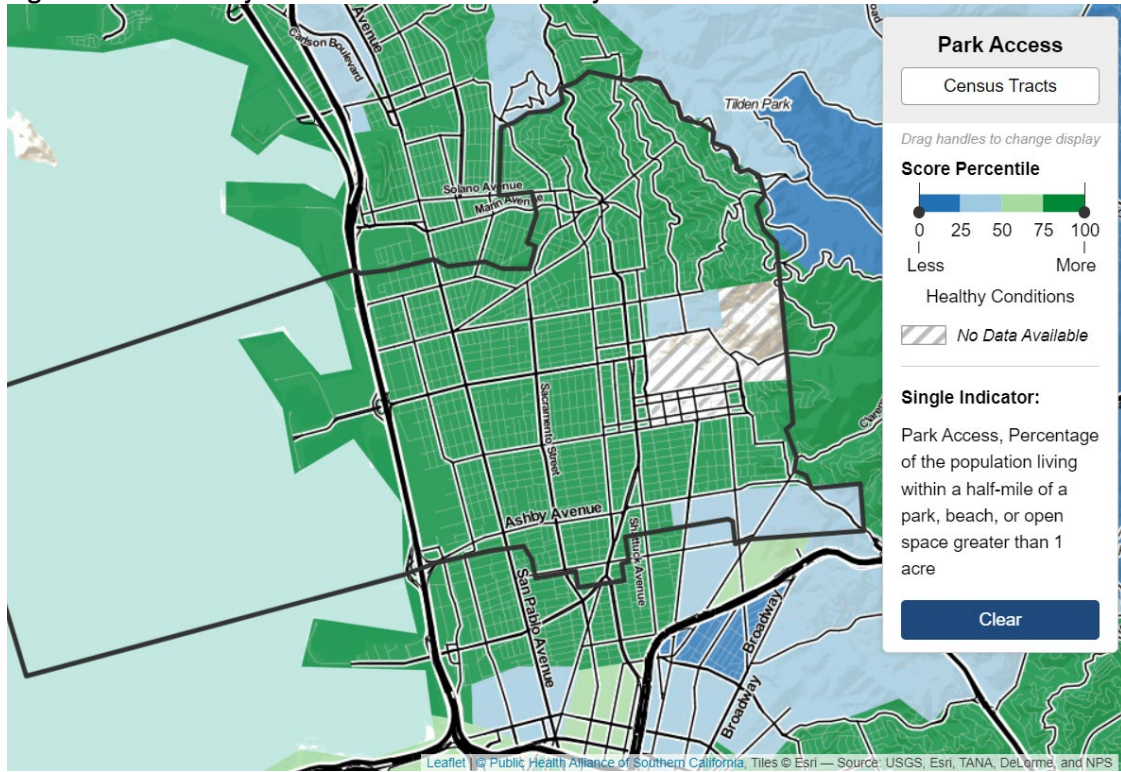 Avenue
Carlson Boulevard
Tilden Park
Solano Avenue
Marin Avenue
Sacramento Street
Ashby Avenue
Shattuck Avenue
San Pablo Avenue
Broadway
Broadway
Park Access
Census Tracts
Drag handles to change display
Score Percentile
0 25 50 75 100
Less More
Healthy Conditions
No Data Available
Single Indicator:
Park Access, Percentage
of the population living
within a half-mile of a
park, beach, or open
space greater than 1
acre
Clear
Leaflet | © Public Health Alliance of Southern California, Tiles © Esri — Source: USGS, Esri, TANA, DeLorme, and NPS